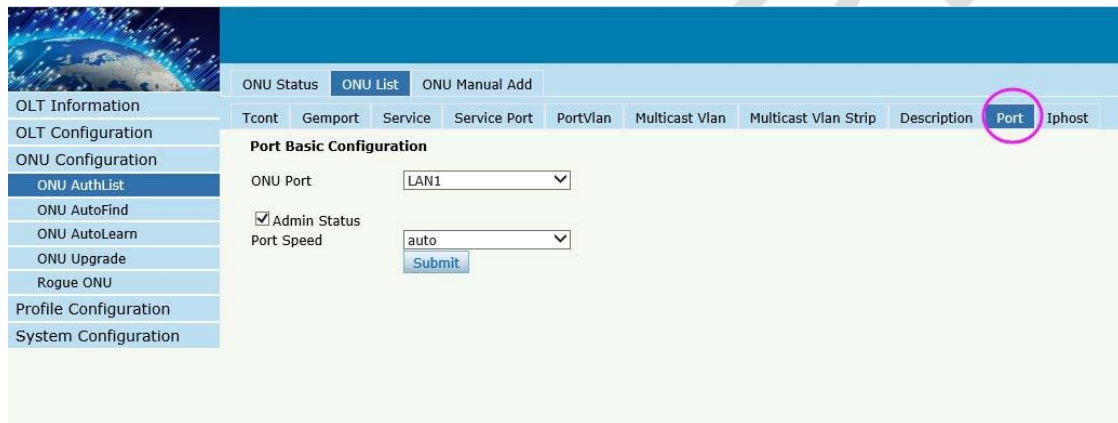 ONU Status ONU List ONU Manual Add
OLT Information
OLT Configuration
ONU Configuration
ONU AuthList
ONU AutoFind
ONU AutoLearn
ONU Upgrade
Rogue ONU
Profile Configuration
System Configuration
Tcont Gemport Service Service Port PortVlan Multicast Vlan Multicast Vlan Strip Description Port Iphost
Port Basic Configuration
ONU Port LAN1
Admin Status
Port Speed auto
Submit